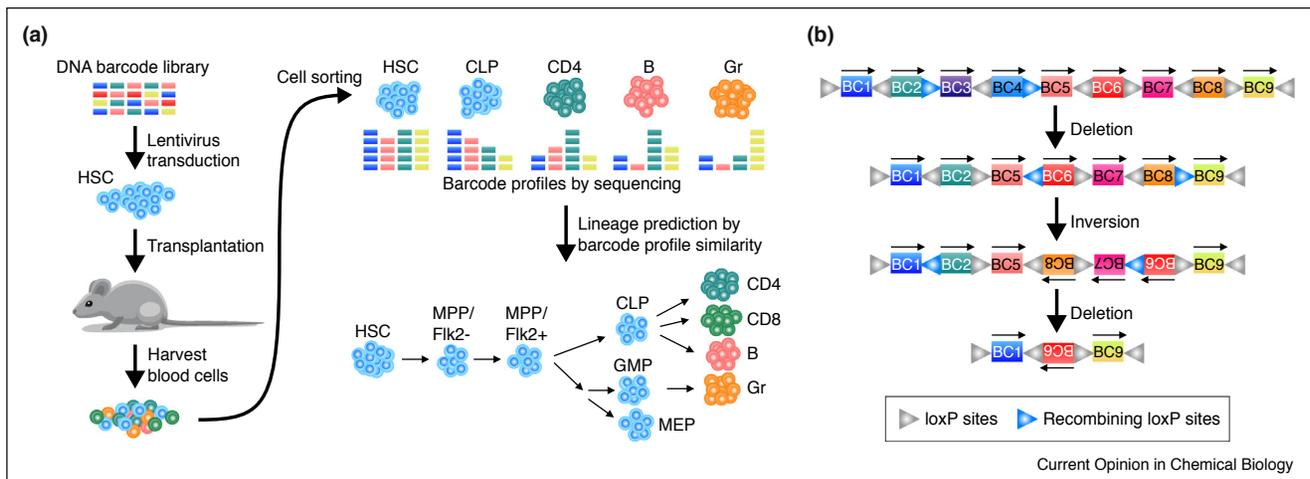 (a)
DNA barcode library
Lentivirus
transduction
HSC
Transplantation
Harvest
blood cells
Cell sorting
HSC CLP CD4 B Gr
Barcode profiles by sequencing
Lineage prediction by
barcode profile similarity
HSC
MPP/
Flk2-
MPP/
Flk2+
CLP
GMP
MEP
CD4
CD8
B
Gr
(b)
BC1 BC2 BC3 BC4 BC5 BC6 BC7 BC8 BC9
Deletion
BC1 BC2 BC5 BC6 BC7 BC8 BC9
Inversion
BC1 BC2 BC5 BC8 BC7 BC6 BC9
Deletion
BC1 BC6 BC9
loxP sites Recombining loxP sites
Current Opinion in Chemical Biology